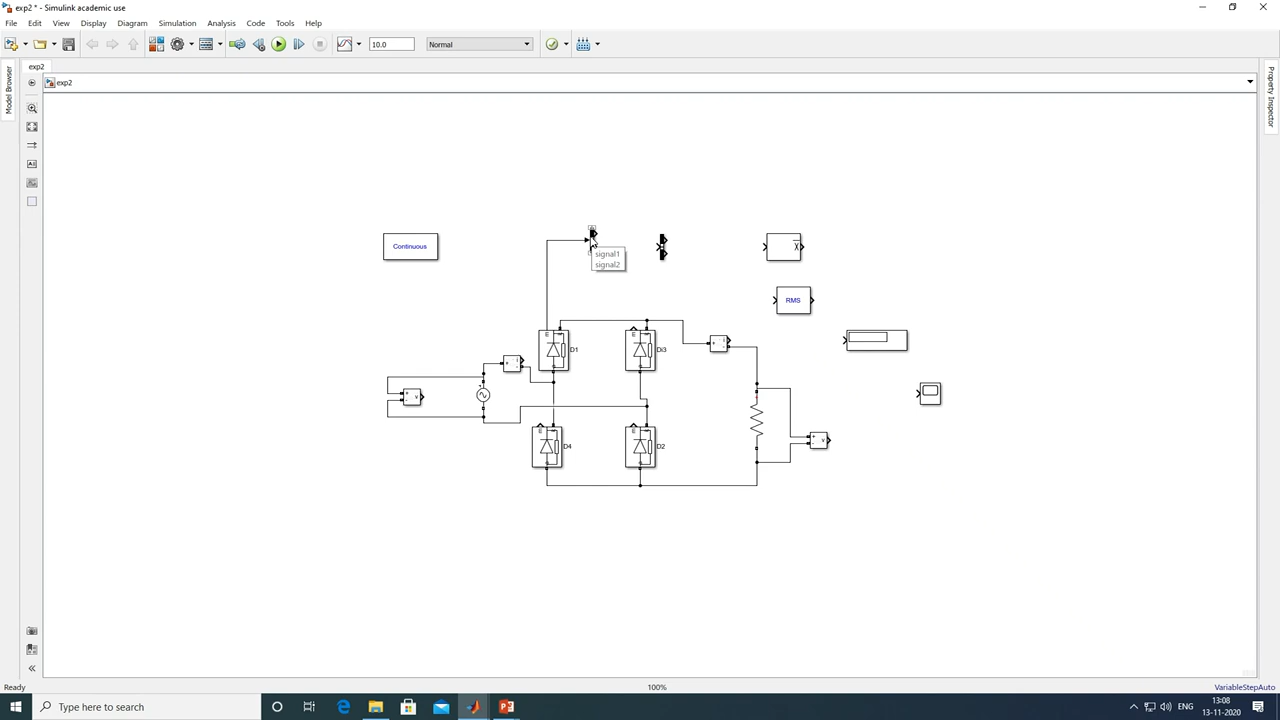 exp2 * - Simulink academic use
File Edit View Display Diagram Simulation Analysis Code Tools Help
10.0 Normal
exp2
exp2
Model Browser
Property Inspector
Continuous
signal1
signal2
RMS
D1
Di3
D4
D2
v
v
i
i
Ready
100%
VariableStepAuto
Type here to search
ENG
13:08
13-11-2020